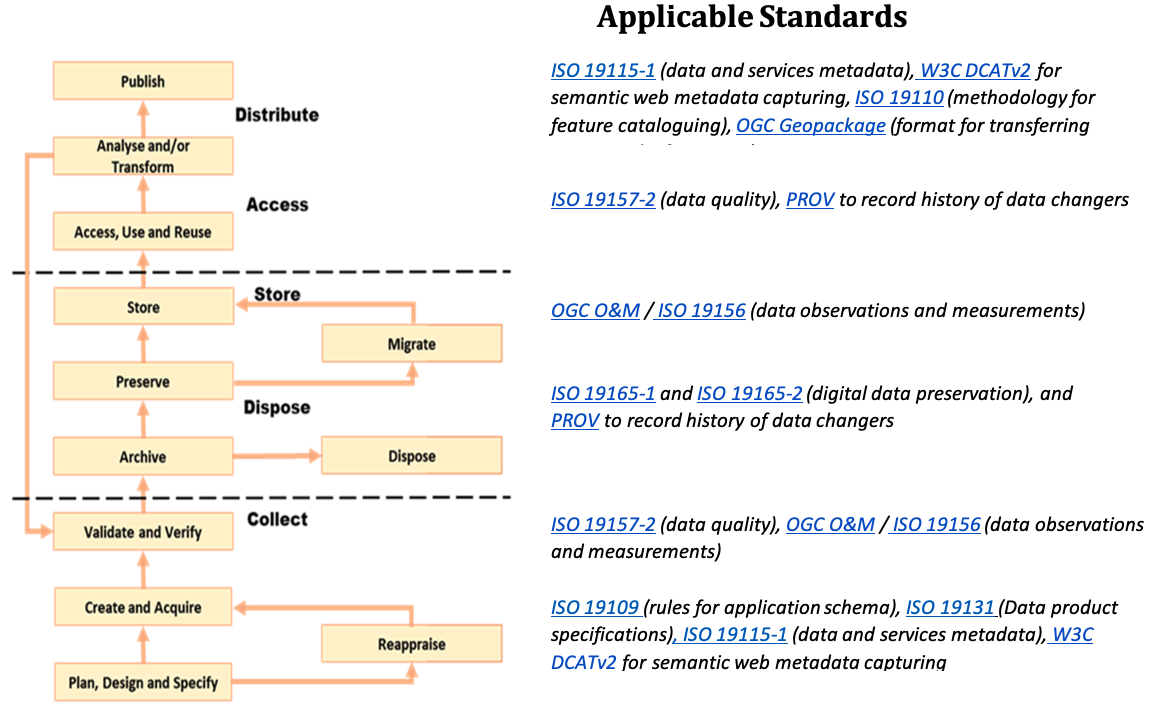 Applicable Standards
Publish
Distribute
Analyse and/or
Transform
Access
Access, Use and Reuse
Store
Store
Migrate
Preserve
Dispose
Archive
Dispose
Collect
Validate and Verify
Create and Acquire
Reappraise
Plan, Design and Specify
ISO 19115-1 (data and services metadata), W3C DCATv2 for
semantic web metadata capturing, ISO 19110 (methodology for
feature cataloguing), OGC Geopackage (format for transferring
ISO 19157-2 (data quality), PROV to record history of data changers
OGC O&M / ISO 19156 (data observations and measurements)
ISO 19165-1 and ISO 19165-2 (digital data preservation), and
PROV to record history of data changers
ISO 19157-2 (data quality), OGC O&M / ISO 19156 (data observations
and measurements)
ISO 19109 (rules for application schema), ISO 19131 (Data product
specifications), ISO 19115-1 (data and services metadata), W3C
DCATv2 for semantic web metadata capturing